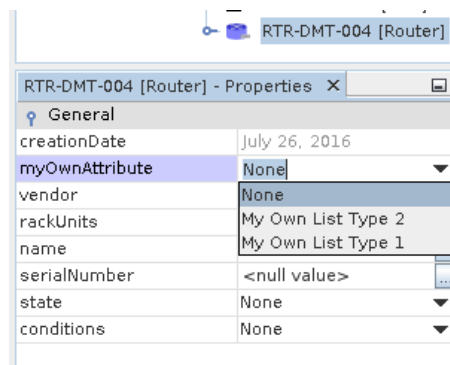 RTR-DMT-004 [Router]
RTR-DMT-004 [Router] - Properties X
General
creationDate July 26, 2016
myOwnAttribute None
vendor None
rackUnits My Own List Type 2
name My Own List Type 1
serialNumber <null value> ...
state None
conditions None